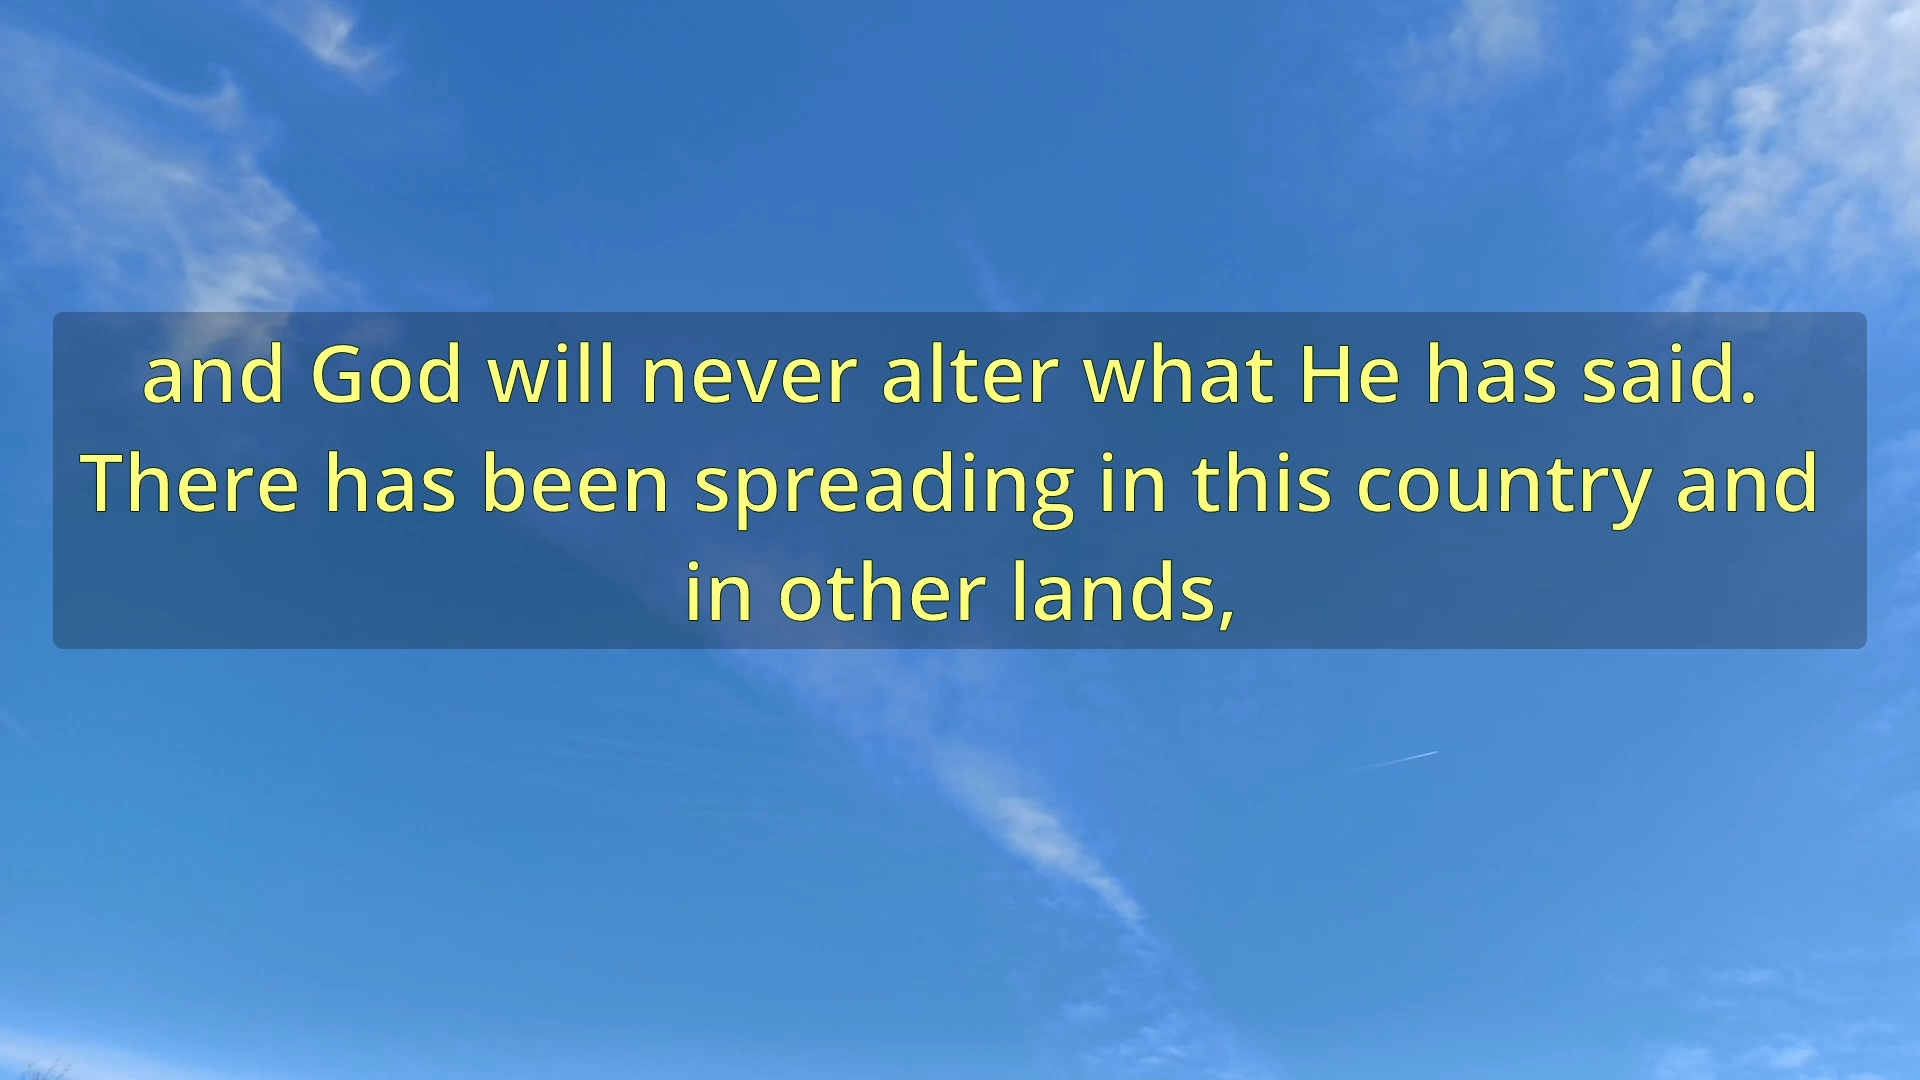 and God will never alter what He has said.
There has been spreading in this country and
in other lands,